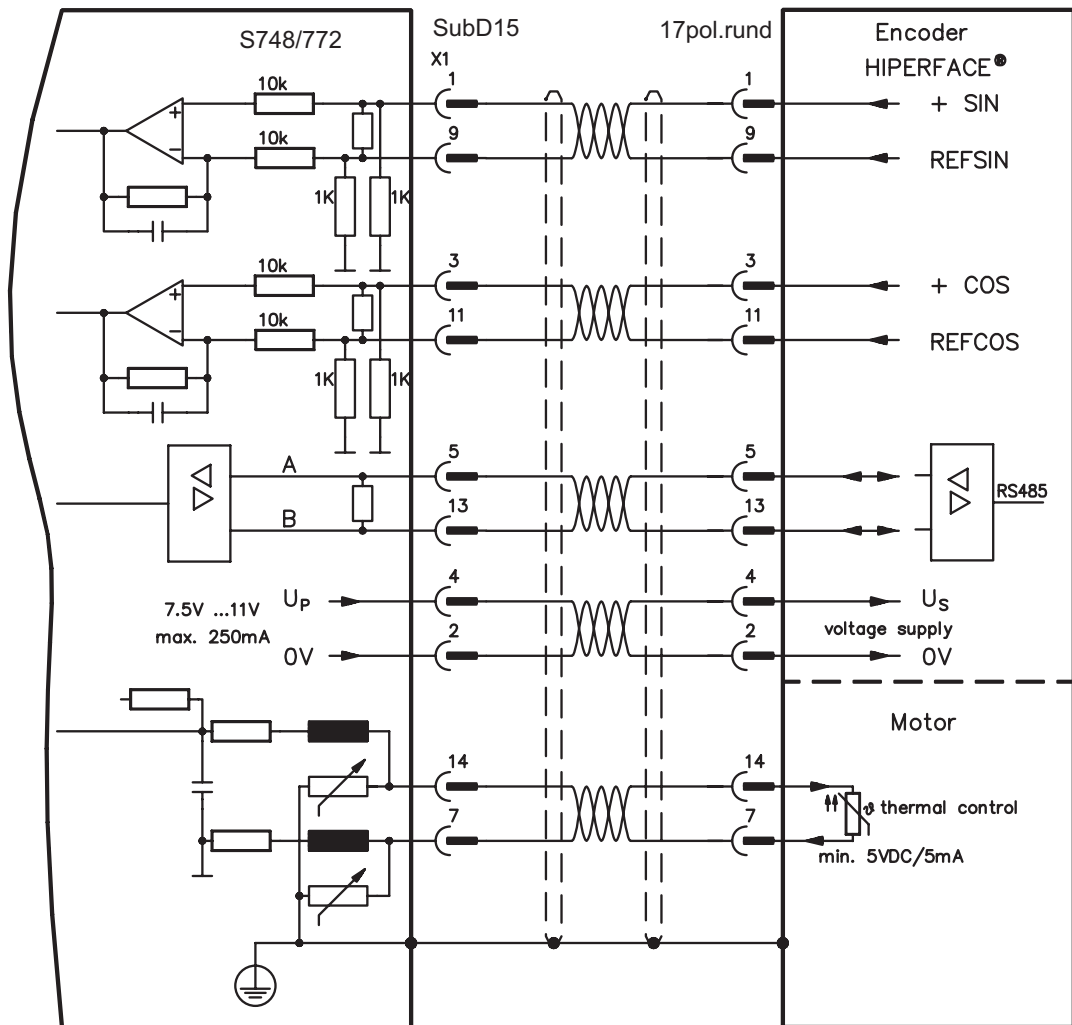 S748/772
SubD15
17pol.rund
Encoder
HIPERFACE®
X1
10k
1
1
+ SIN
10k
9
9
REFSIN
1K
1K
10k
3
3
+ COS
10k
11
11
REFCOS
1K
1K
A
5
5
RS485
B
13
13
7.5V ...11V
max. 250mA
UP
4
4
US
voltage supply
0V
2
2
0V
Motor
14
14
ϑ thermal control
7
7
min. 5VDC/5mA
+
−
+
−